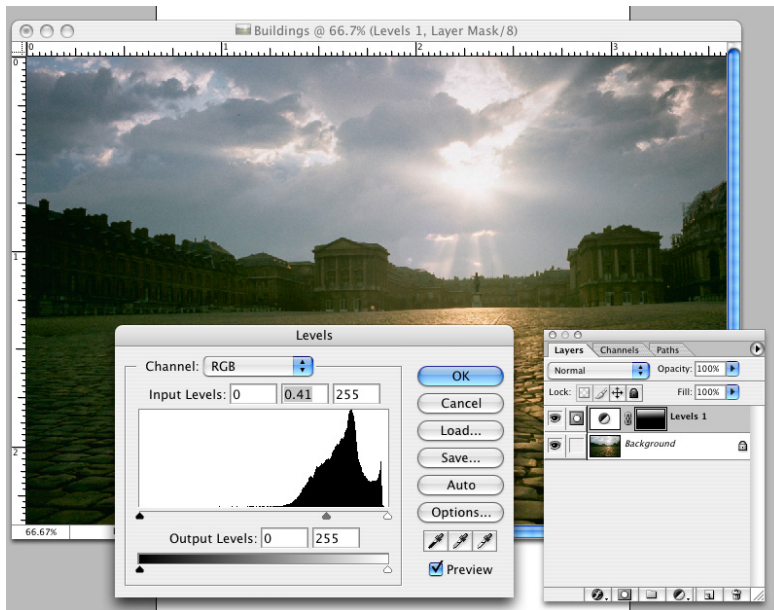 Buildings @ 66.7% (Levels 1, Layer Mask/8)
0 1 2 3
0
1
2
66.67%
Levels
Channel: RGB
Input Levels: 0 0.41 255
Output Levels: 0 255
OK
Cancel
Load...
Save...
Auto
Options...
Preview
Layers Channels Paths
Normal Opacity: 100%
Lock: Fill: 100%
Levels 1
Background